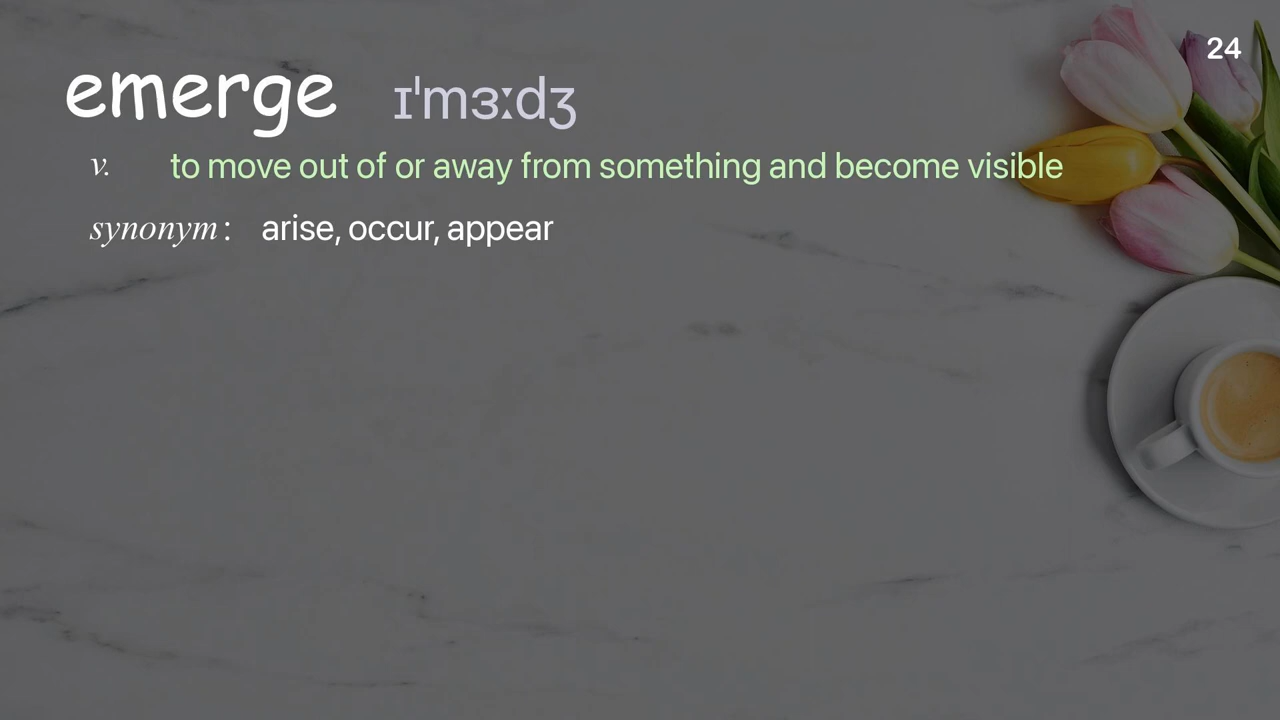 24
emerge ɪˈmɜːdʒ
v. to move out of or away from something and become visible
synonym: arise, occur, appear